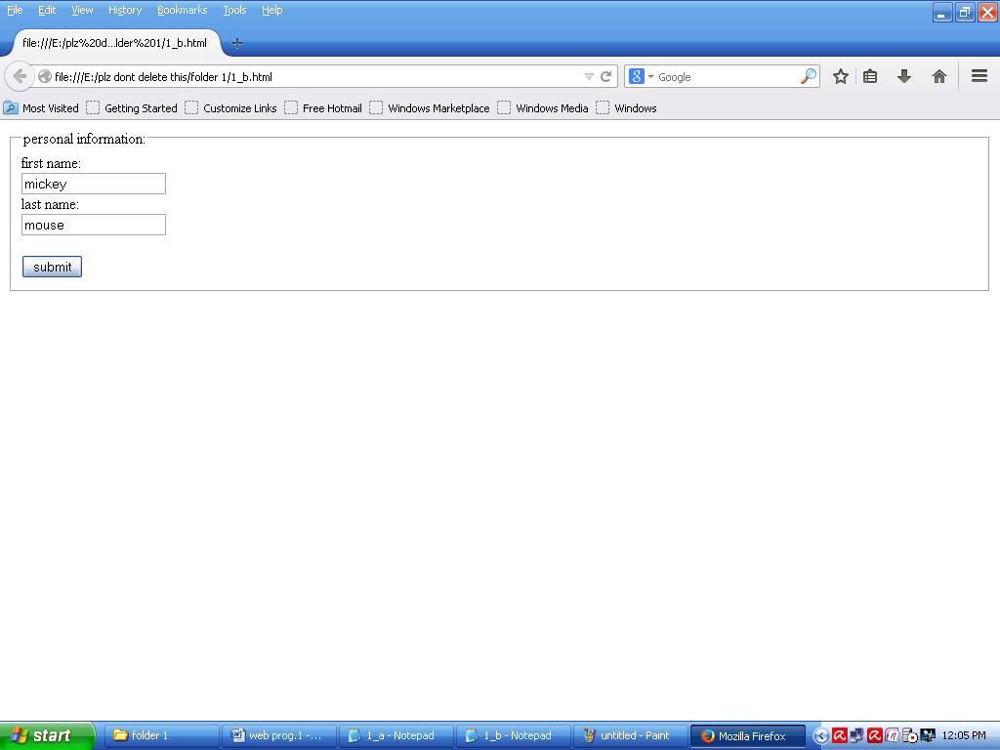 File Edit View History Bookmarks Tools Help
file:///E:/plz%20d...lder%201/1_b.html
file:///E:/plz dont delete this/folder 1/1_b.html
Google
Most Visited Getting Started Customize Links Free Hotmail Windows Marketplace Windows Media Windows
personal information:
first name:
mickey
last name:
mouse
submit
start folder 1 web prog.1 -... 1_a - Notepad 1_b - Notepad untitled - Paint Mozilla Firefox 12:05 PM